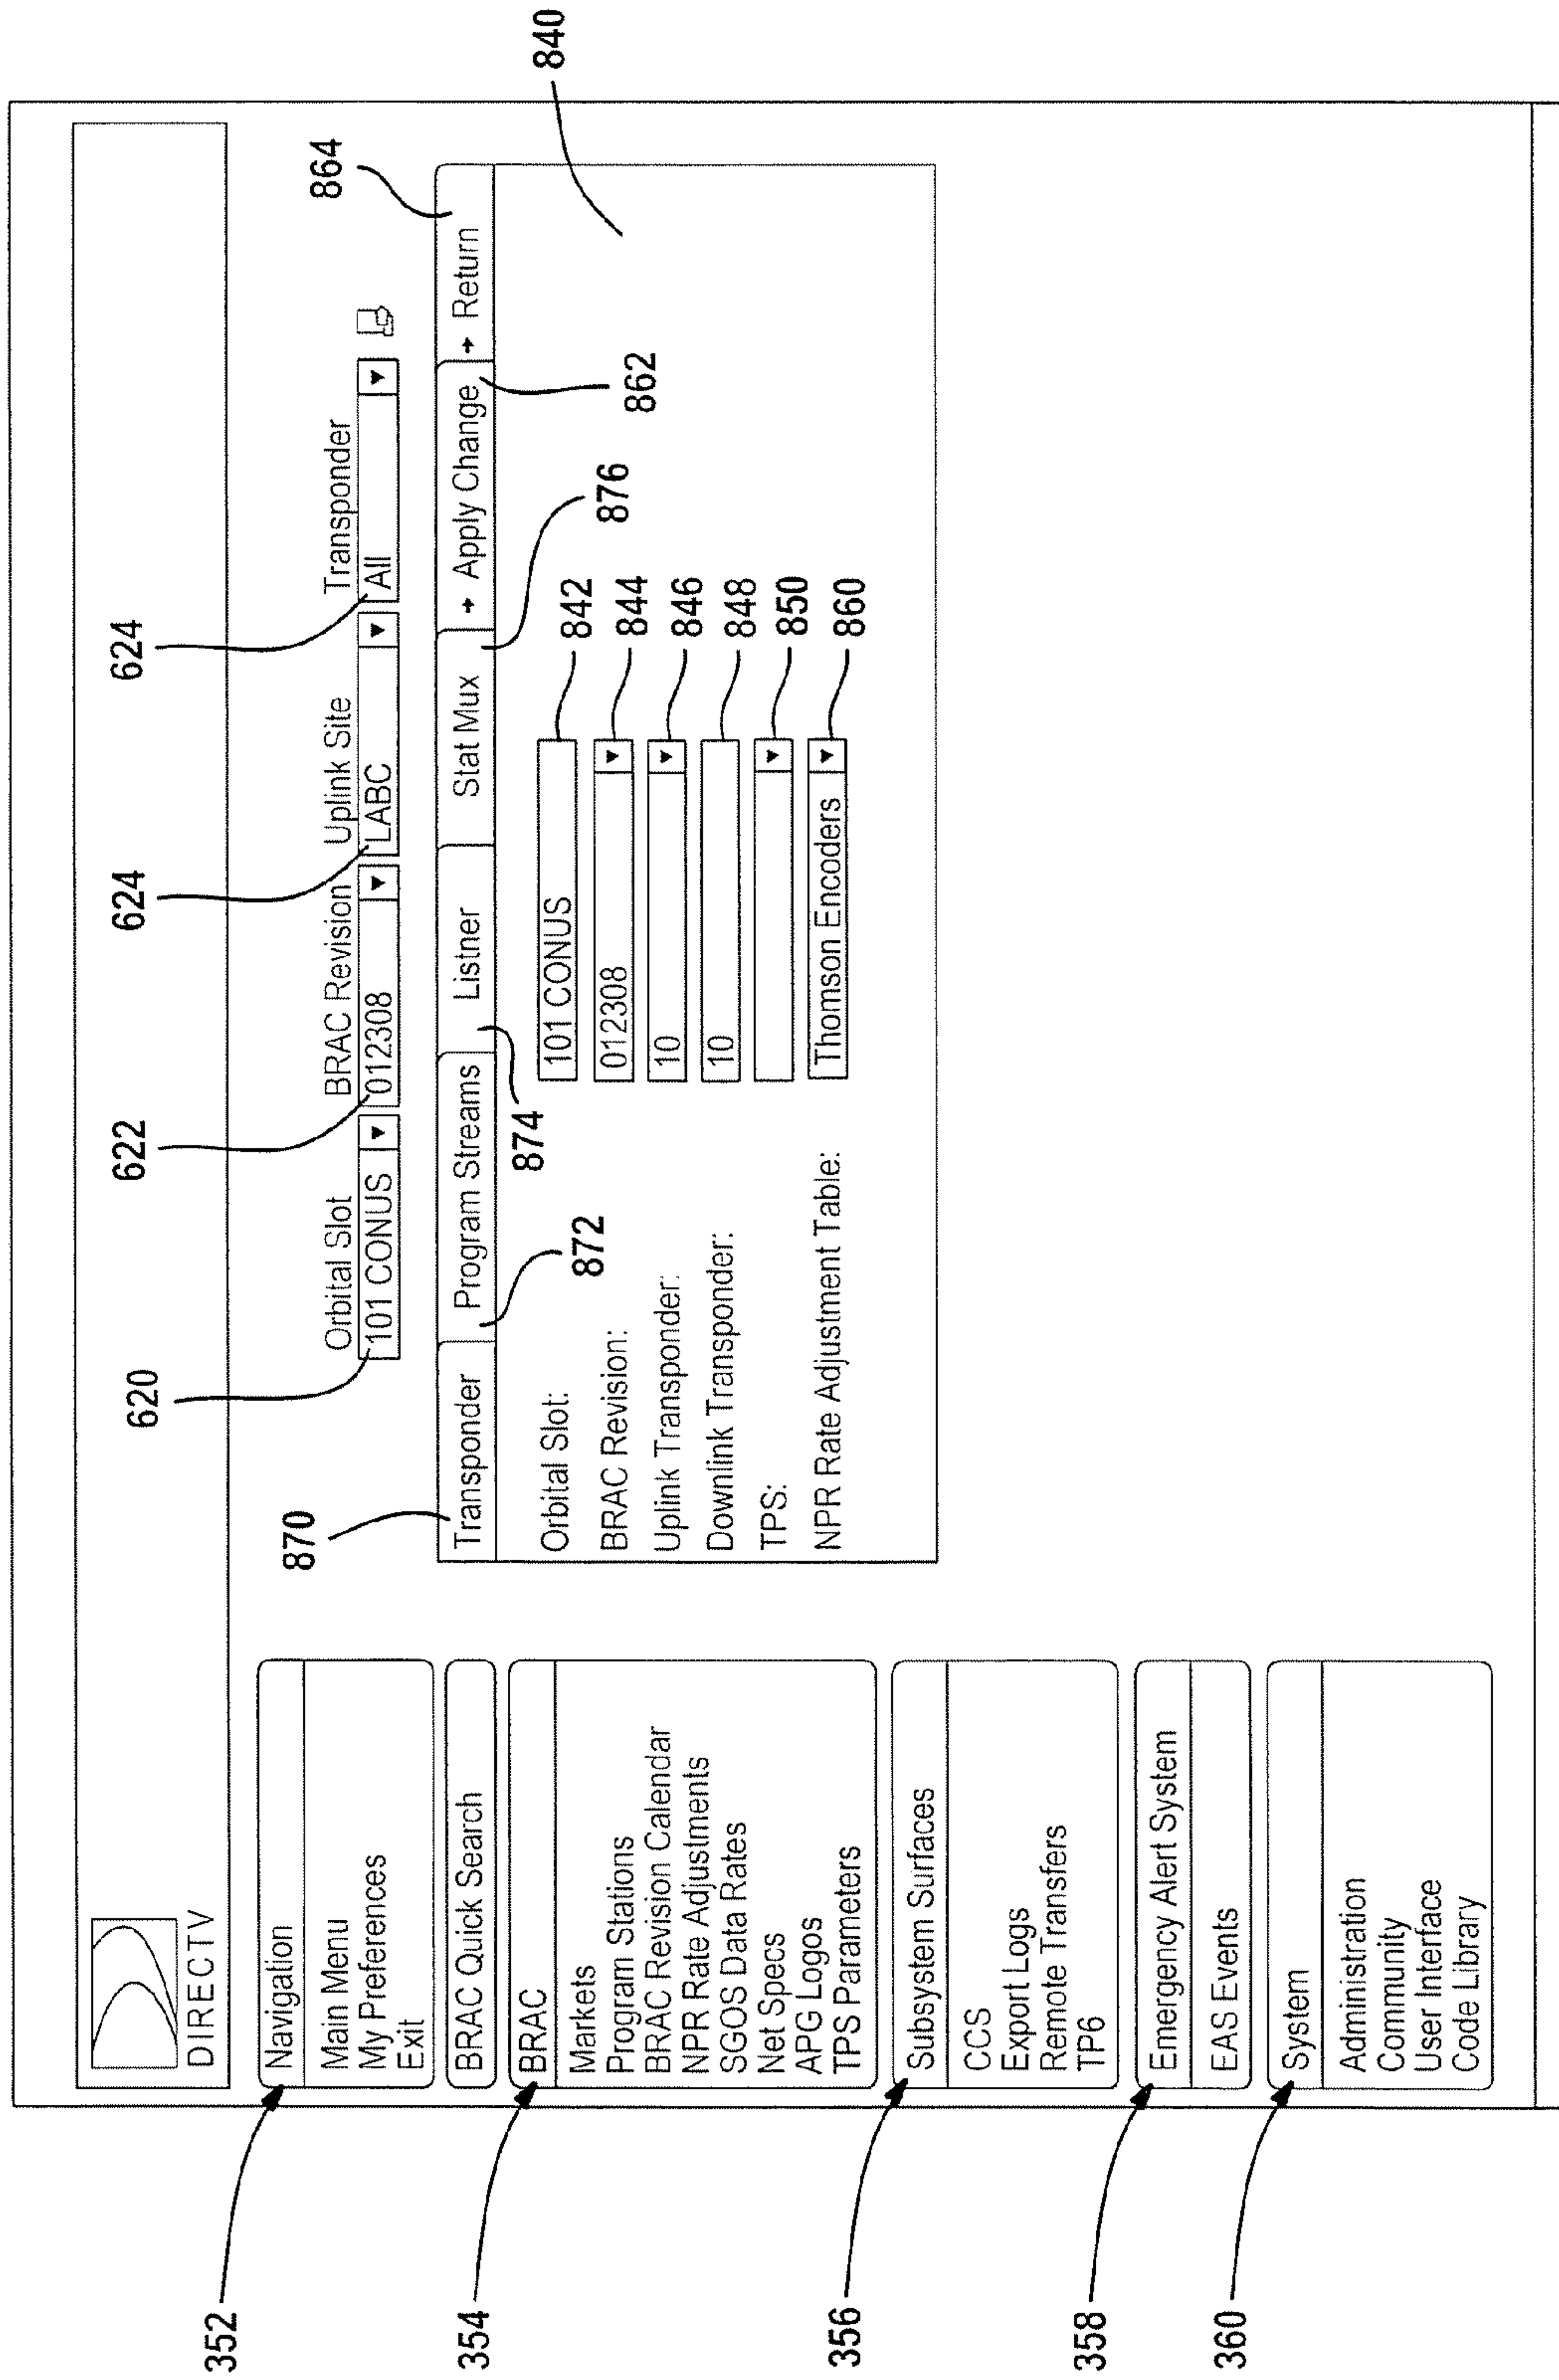 DIRECTV
352
Navigation
Main Menu
My Preferences
Exit
BRAC Quick Search
354
BRAC
Markets
Program Stations
BRAC Revision Calendar
NPR Rate Adjustments
SGOS Data Rates
Net Specs
APG Logos
TPS Parameters
356
Subsystem Surfaces
CCS
Export Logs
Remote Transfers
TP6
358
Emergency Alert System
EAS Events
360
System
Administration
Community
User Interface
Code Library
620
622
624
624
Orbital Slot
BRAC Revision
Uplink Site
Transponder
101 CONUS
012308
LABC
All
870
864
Transponder
Program Streams
Listner
Stat Mux
Apply Change
Return
872
874
876
862
840
Orbital Slot:
101 CONUS
842
BRAC Revision:
012308
844
Uplink Transponder:
10
846
Downlink Transponder:
10
848
TPS:
850
NPR Rate Adjustment Table:
Thomson Encoders
860